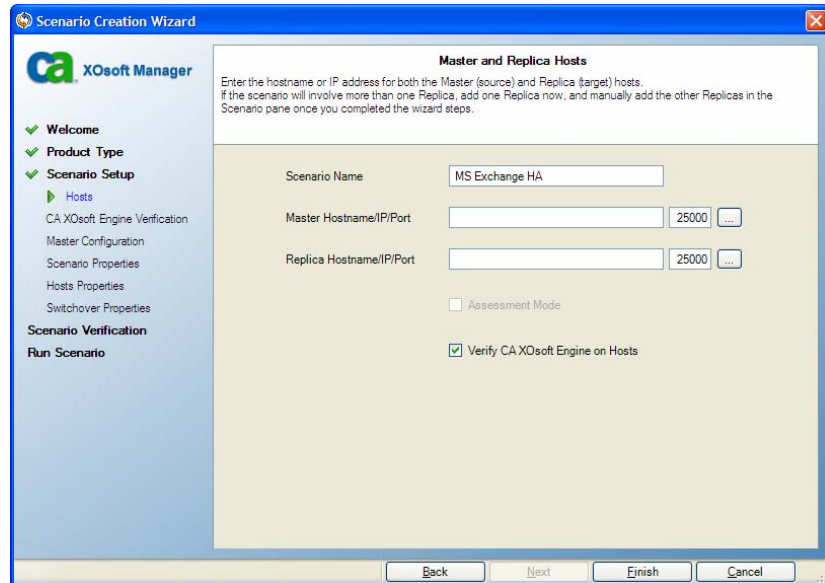 Scenario Creation Wizard
ca
XOsoft Manager
Welcome
Product Type
Scenario Setup
Hosts
CA XOsoft Engine Verification
Master Configuration
Scenario Properties
Hosts Properties
Switchover Properties
Scenario Verification
Run Scenario
Master and Replica Hosts
Enter the hostname or IP address for both the Master (source) and Replica (target) hosts.
If the scenario will involve more than one Replica, add one Replica now, and manually add the other Replicas in the
Scenario pane once you completed the wizard steps.
Scenario Name MS Exchange HA
Master Hostname/IP/Port 25000 ...
Replica Hostname/IP/Port 25000 ...
Assessment Mode
Verify CA XOsoft Engine on Hosts
Back Next Finish Cancel